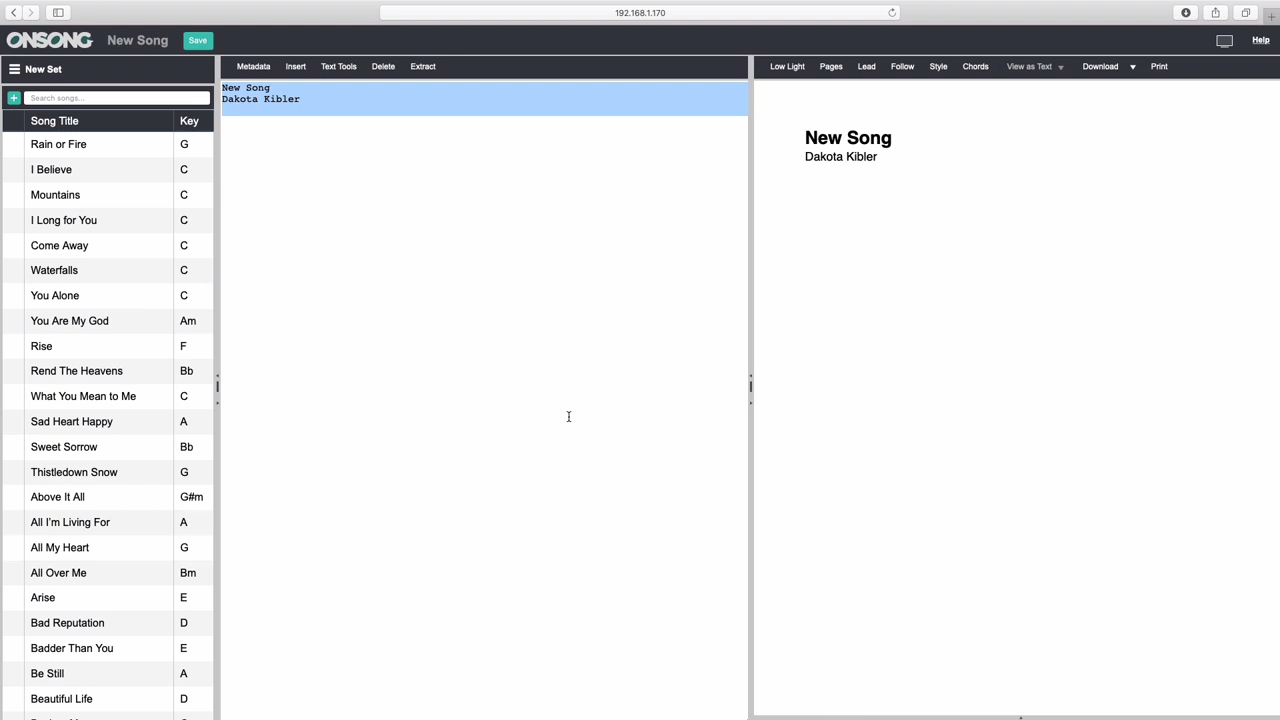 192.168.1.170
ONSONG New Song Save Help
New Set
Metadata Insert Text Tools Delete Extract
Low Light Pages Lead Follow Style Chords View as Text Download Print
Search songs...
Song Title Key
Rain or Fire G
I Believe C
Mountains C
I Long for You C
Come Away C
Waterfalls C
You Alone C
You Are My God Am
Rise F
Rend The Heavens Bb
What You Mean to Me C
Sad Heart Happy A
Sweet Sorrow Bb
Thistledown Snow G
Above It All G#m
All I'm Living For A
All My Heart G
All Over Me Bm
Arise E
Bad Reputation D
Badder Than You E
Be Still A
Beautiful Life D
New Song
Dakota Kibler
New Song
Dakota Kibler